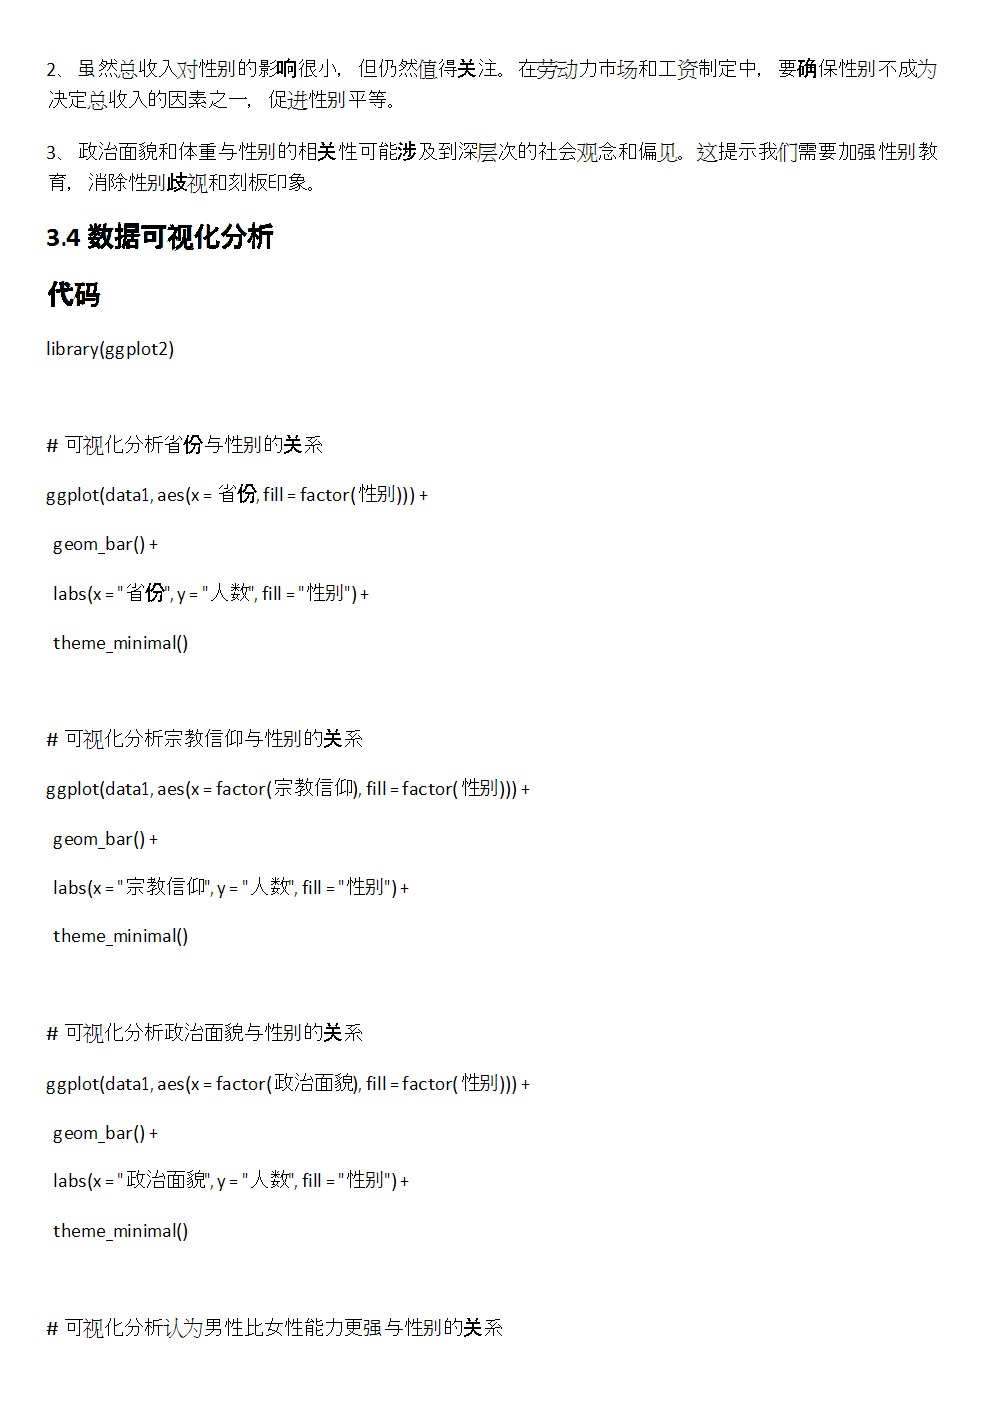 2、 虽然总收入对性别的影响很小, 但仍然值得关注。在劳动力市场和工资制定中, 要确保性别不成为
决定总收入的因素之一, 促进性别平等。
3、 政治面貌和体重与性别的相关性可能涉及到深层次的社会观念和偏见。这提示我们需要加强性别教
育, 消除性别歧视和刻板印象。
3.4 数据可视化分析
代码
library(ggplot2)
# 可视化分析省份与性别的关系
ggplot(data1, aes(x = 省份, fill = factor(性别))) +
geom_bar() +
labs(x = "省份", y = "人数", fill = "性别") +
theme_minimal()
# 可视化分析宗教信仰与性别的关系
ggplot(data1, aes(x = factor(宗教信仰), fill = factor(性别))) +
geom_bar() +
labs(x = "宗教信仰", y = "人数", fill = "性别") +
theme_minimal()
# 可视化分析政治面貌与性别的关系
ggplot(data1, aes(x = factor(政治面貌), fill = factor(性别))) +
geom_bar() +
labs(x = "政治面貌", y = "人数", fill = "性别") +
theme_minimal()
# 可视化分析认为男性比女性能力更强与性别的关系